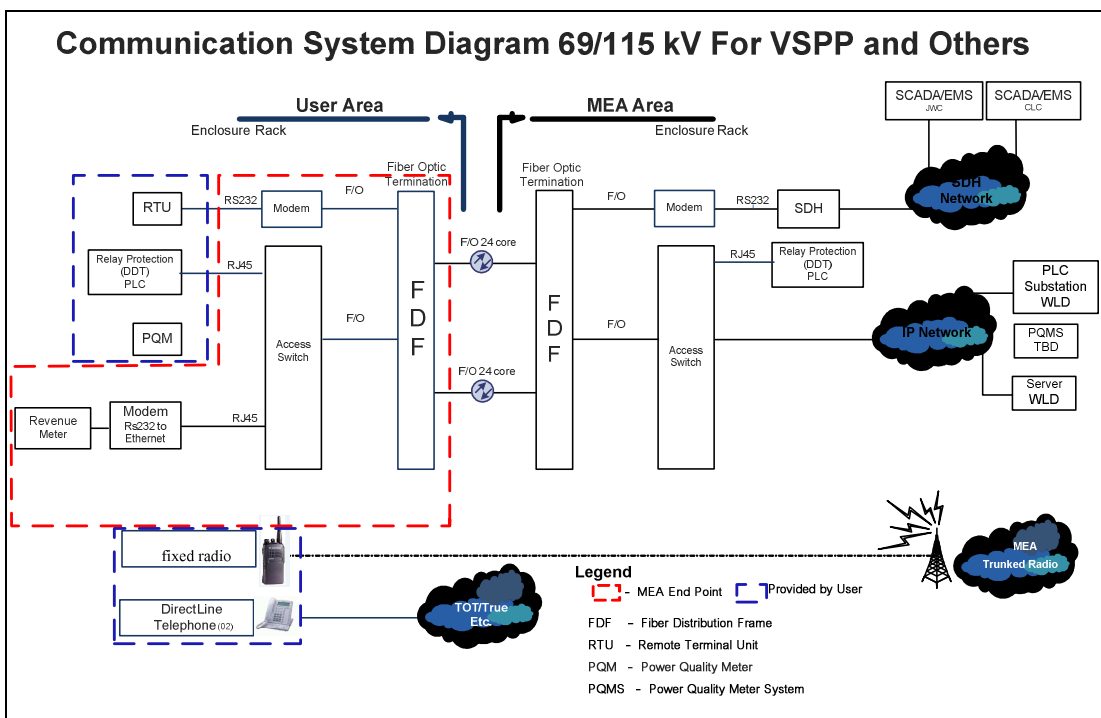 Communication System Diagram 69/115 kV For VSPP and Others
User Area
Enclosure Rack
MEA Area
Enclosure Rack
SCADA/EMS
JWC
SCADA/EMS
CLC
Fiber Optic
Termination
Fiber Optic
Termination
RTU
RS232
Modem
F/O
F/O
Modem
RS232
SDH
SDH
Network
Relay Protection
(DDT)
PLC
RJ45
F/O 24 core
RJ45
Relay Protection
(DDT)
PLC
PLC
Substation
WLD
PQM
Access
Switch
F/O
F
D
F
F
D
F
F/O
Access
Switch
IP Network
PQMS
TBD
F/O 24 core
Server
WLD
Revenue
Meter
Modem
Rs232 to
Ethernet
RJ45
fixed radio
MEA
Trunked Radio
DirectLine
Telephone (02)
TOT/True
Etc.
Legend
- MEA End Point
Provided by User
FDF – Fiber Distribution Frame
RTU – Remote Terminal Unit
PQM – Power Quality Meter
PQMS – Power Quality Meter System